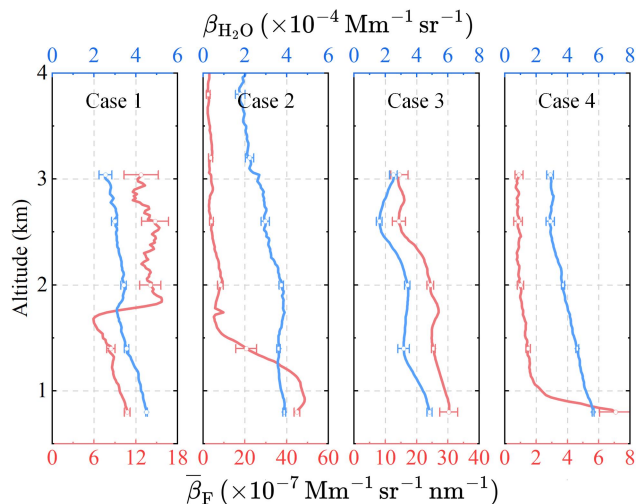 β_H₂O (×10⁻⁴ Mm⁻¹ sr⁻¹)
0 2 5 6 0 2 4 6 0 2 4 6 0 2 4 6 8
4
Case 1 Case 2 Case 3 Case 4
3
Altitude (km)
2
1
0 6 12 18 0 20 40 60 0 10 20 30 40 0 2 4 6 8
β̅_F (×10⁻⁷ Mm⁻¹ sr⁻¹ nm⁻¹)